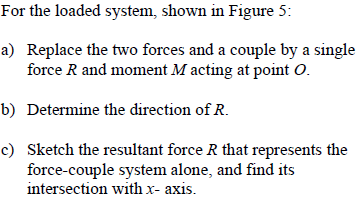 For the loaded system, shown in Figure 5:
a) Replace the two forces and a couple by a single
force R and moment M acting at point O.
b) Determine the direction of R.
c) Sketch the resultant force R that represents the
force-couple system alone, and find its
intersection with x- axis.